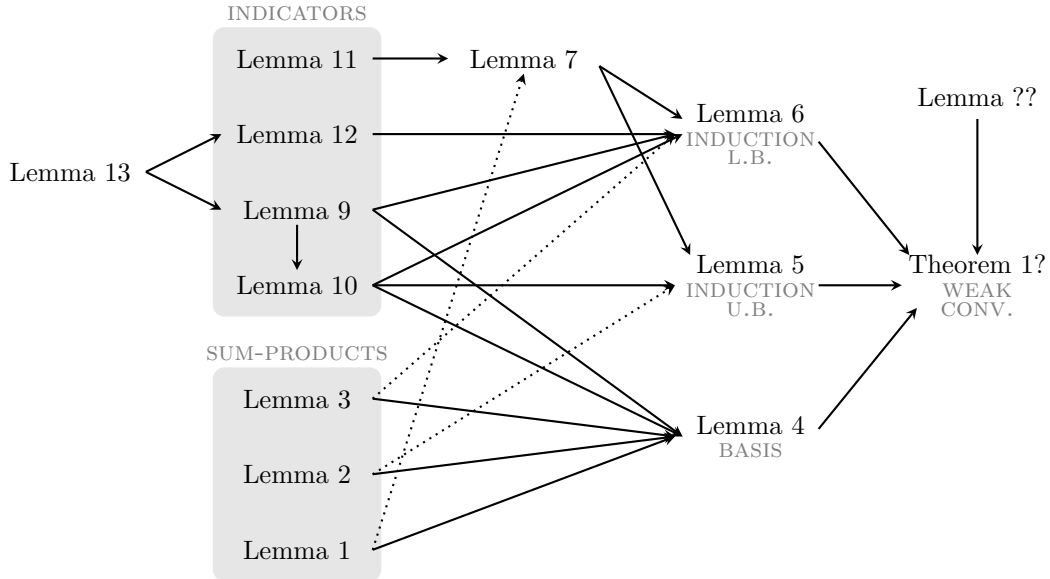 INDICATORS
Lemma 11
Lemma 7
Lemma ??
Lemma 12
Lemma 6
INDUCTION
L.B.
Lemma 13
Lemma 9
Lemma 10
Lemma 5
INDUCTION
U.B.
Theorem 1?
WEAK
CONV.
SUM-PRODUCTS
Lemma 3
Lemma 4
BASIS
Lemma 2
Lemma 1